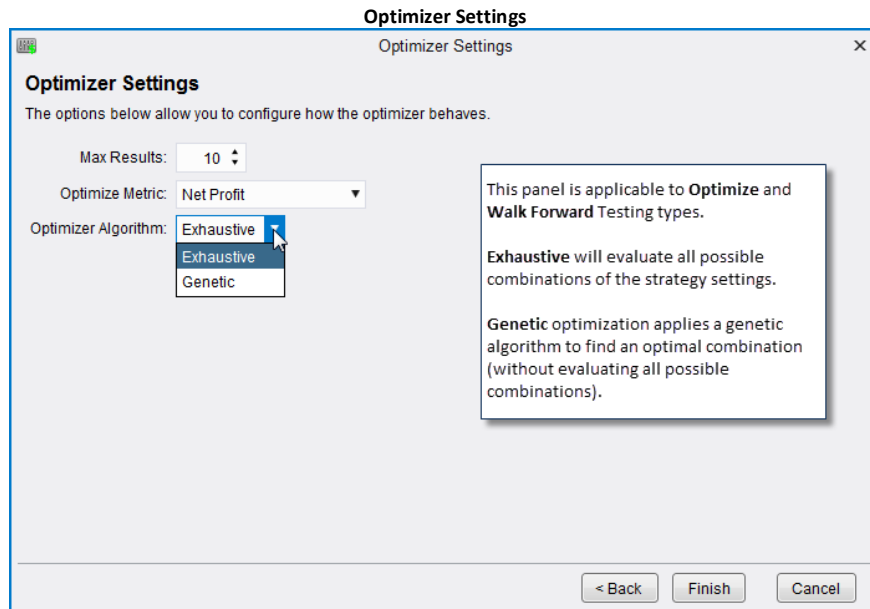 Optimizer Settings
Optimizer Settings
Optimizer Settings
The options below allow you to configure how the optimizer behaves.
Max Results: 10
Optimize Metric: Net Profit
Optimizer Algorithm: Exhaustive
Exhaustive
Genetic
This panel is applicable to Optimize and
Walk Forward Testing types.
Exhaustive will evaluate all possible
combinations of the strategy settings.
Genetic optimization applies a genetic
algorithm to find an optimal combination
(without evaluating all possible
combinations).
< Back Finish Cancel